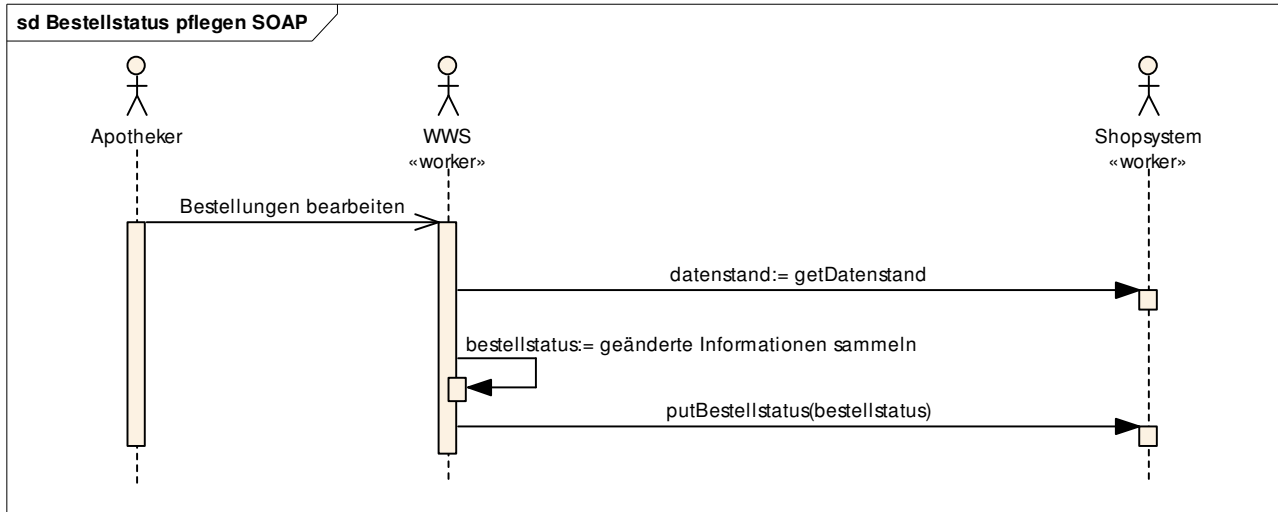 sd Bestellstatus pflegen SOAP
Apotheker
WWS
«worker»
Shopsystem
«worker»
Bestellungen bearbeiten
datenstand:= getDatenstand
bestellstatus:= geänderte Informationen sammeln
putBestellstatus(bestellstatus)